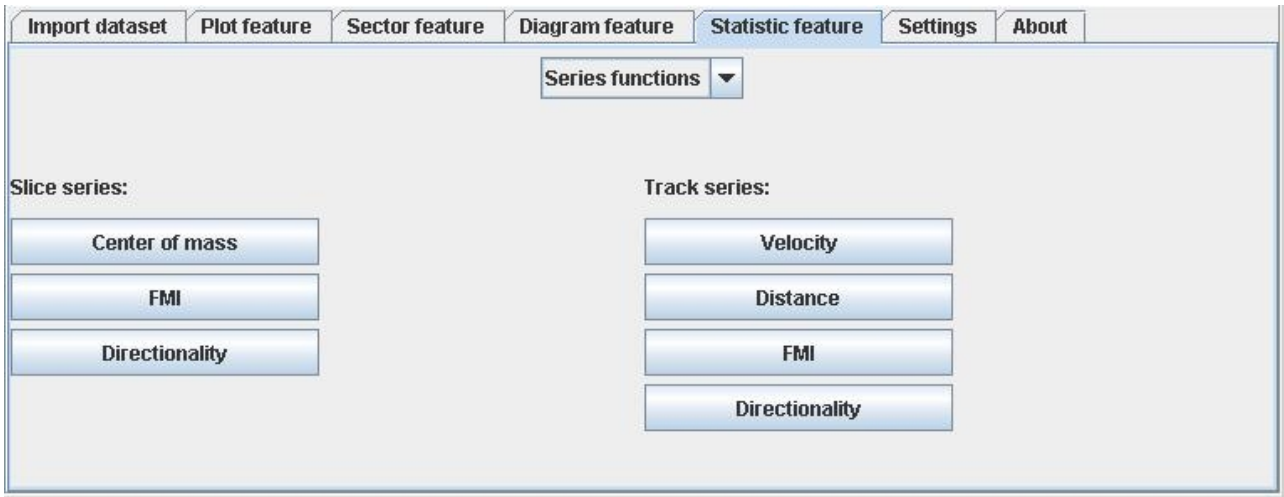 Import dataset Plot feature Sector feature Diagram feature Statistic feature Settings About
Series functions
Slice series:
Center of mass
FMI
Directionality
Track series:
Velocity
Distance
FMI
Directionality